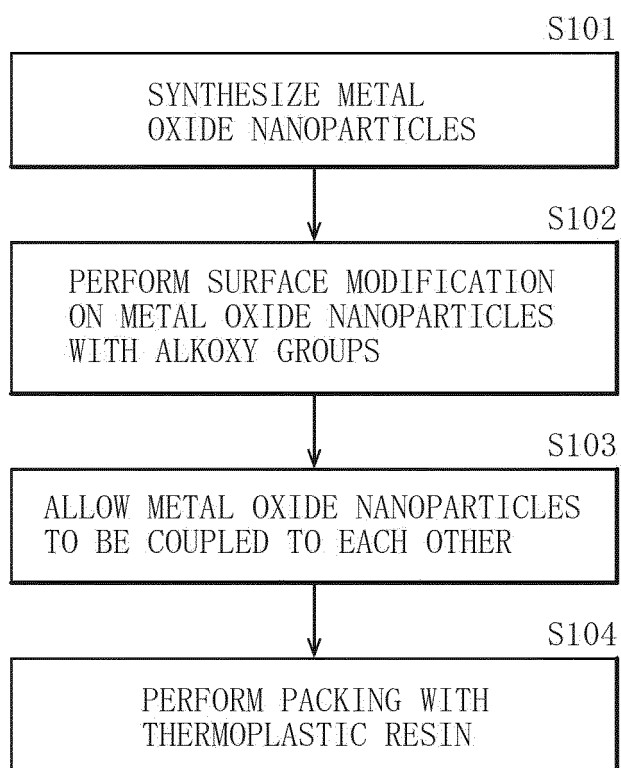 S101
SYNTHESIZE METAL
OXIDE NANOPARTICLES
S102
PERFORM SURFACE MODIFICATION
ON METAL OXIDE NANOPARTICLES
WITH ALKOXY GROUPS
S103
ALLOW METAL OXIDE NANOPARTICLES
TO BE COUPLED TO EACH OTHER
S104
PERFORM PACKING WITH
THERMOPLASTIC RESIN